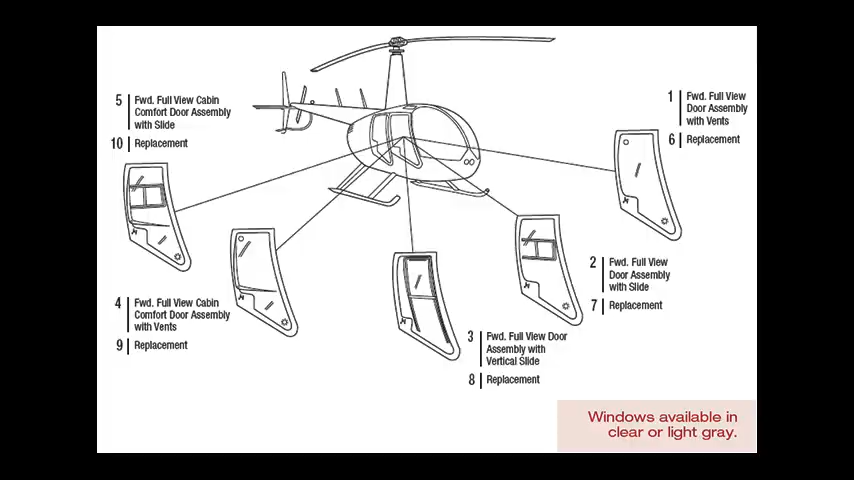 5 Fwd. Full View Cabin
Comfort Door Assembly
with Slide
10 Replacement
1 Fwd. Full View
Door Assembly
with Vents
6 Replacement
4 Fwd. Full View Cabin
Comfort Door Assembly
with Vents
9 Replacement
3 Fwd. Full View Door
Assembly with
Vertical Slide
8 Replacement
2 Fwd. Full View
Door Assembly
with Slide
7 Replacement
Windows available in
clear or light gray.